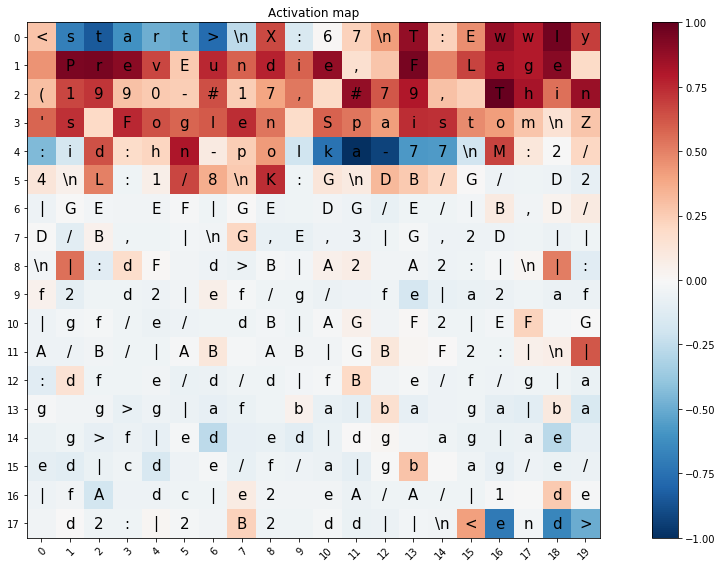 Activation map
0 < s t a r t > \n X : 6 7 \n T : E w w l y
1 P r e v E u n d i e , F L a g e
2 ( 1 9 9 0 - # 1 7 , # 7 9 , T h i n
3 ' s F o g l e n S p a i s t o m \n Z
4 : i d : h n - p o l k a - 7 7 \n M : 2 /
5 4 \n L : 1 / 8 \n K : G \n D B / G / D 2
6 | G E E F | G E D G / E / | B , D /
7 D / B , | \n G , E , 3 | G , 2 D | |
8 \n | : d F d > B | A 2 A 2 : | \n | :
9 f 2 d 2 | e f / g / f e | a 2 a f
10 | g f / e / d B | A G F 2 | E F G
11 A / B / | A B A B | G B F 2 : | \n |
12 : d f e / d / d | f B e / f / g | a
13 g g > g | a f b a | b a g a | b a
14 g > f | e d e d | d g a g | a e
15 e d | c d e / f / a | g b a g / e /
16 | f A d c | e 2 e A / A / | 1 d e
17 d 2 : | 2 B 2 d d | | \n < e n d >
0 1 2 3 4 5 6 7 8 9 10 11 12 13 14 15 16 17 18 19
1.00
0.75
0.50
0.25
0.00
−0.25
−0.50
−0.75
−1.00